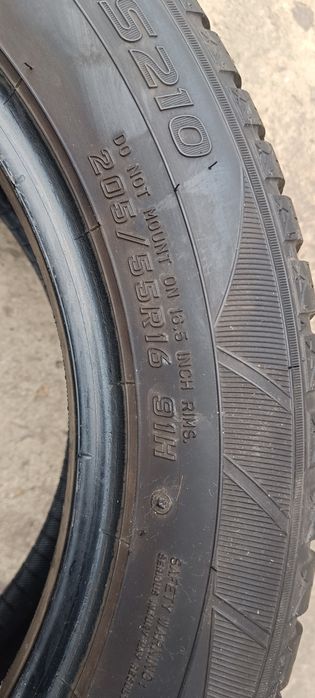 S210
DO NOT MOUNT ON 16.5 INCH RIMS.
205/55R16 91H
SAFETY WARNING!